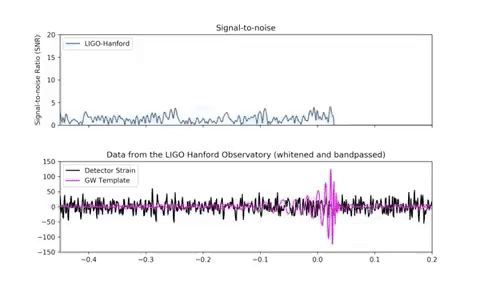 Signal-to-noise
Signal-to-noise Ratio (SNR)
20
15
10
5
0
LIGO-Hanford
Data from the LIGO Hanford Observatory (whitened and bandpassed)
150
100
50
0
−50
−100
−150
Detector Strain
GW Template
−0.4 −0.3 −0.2 −0.1 0.0 0.1 0.2